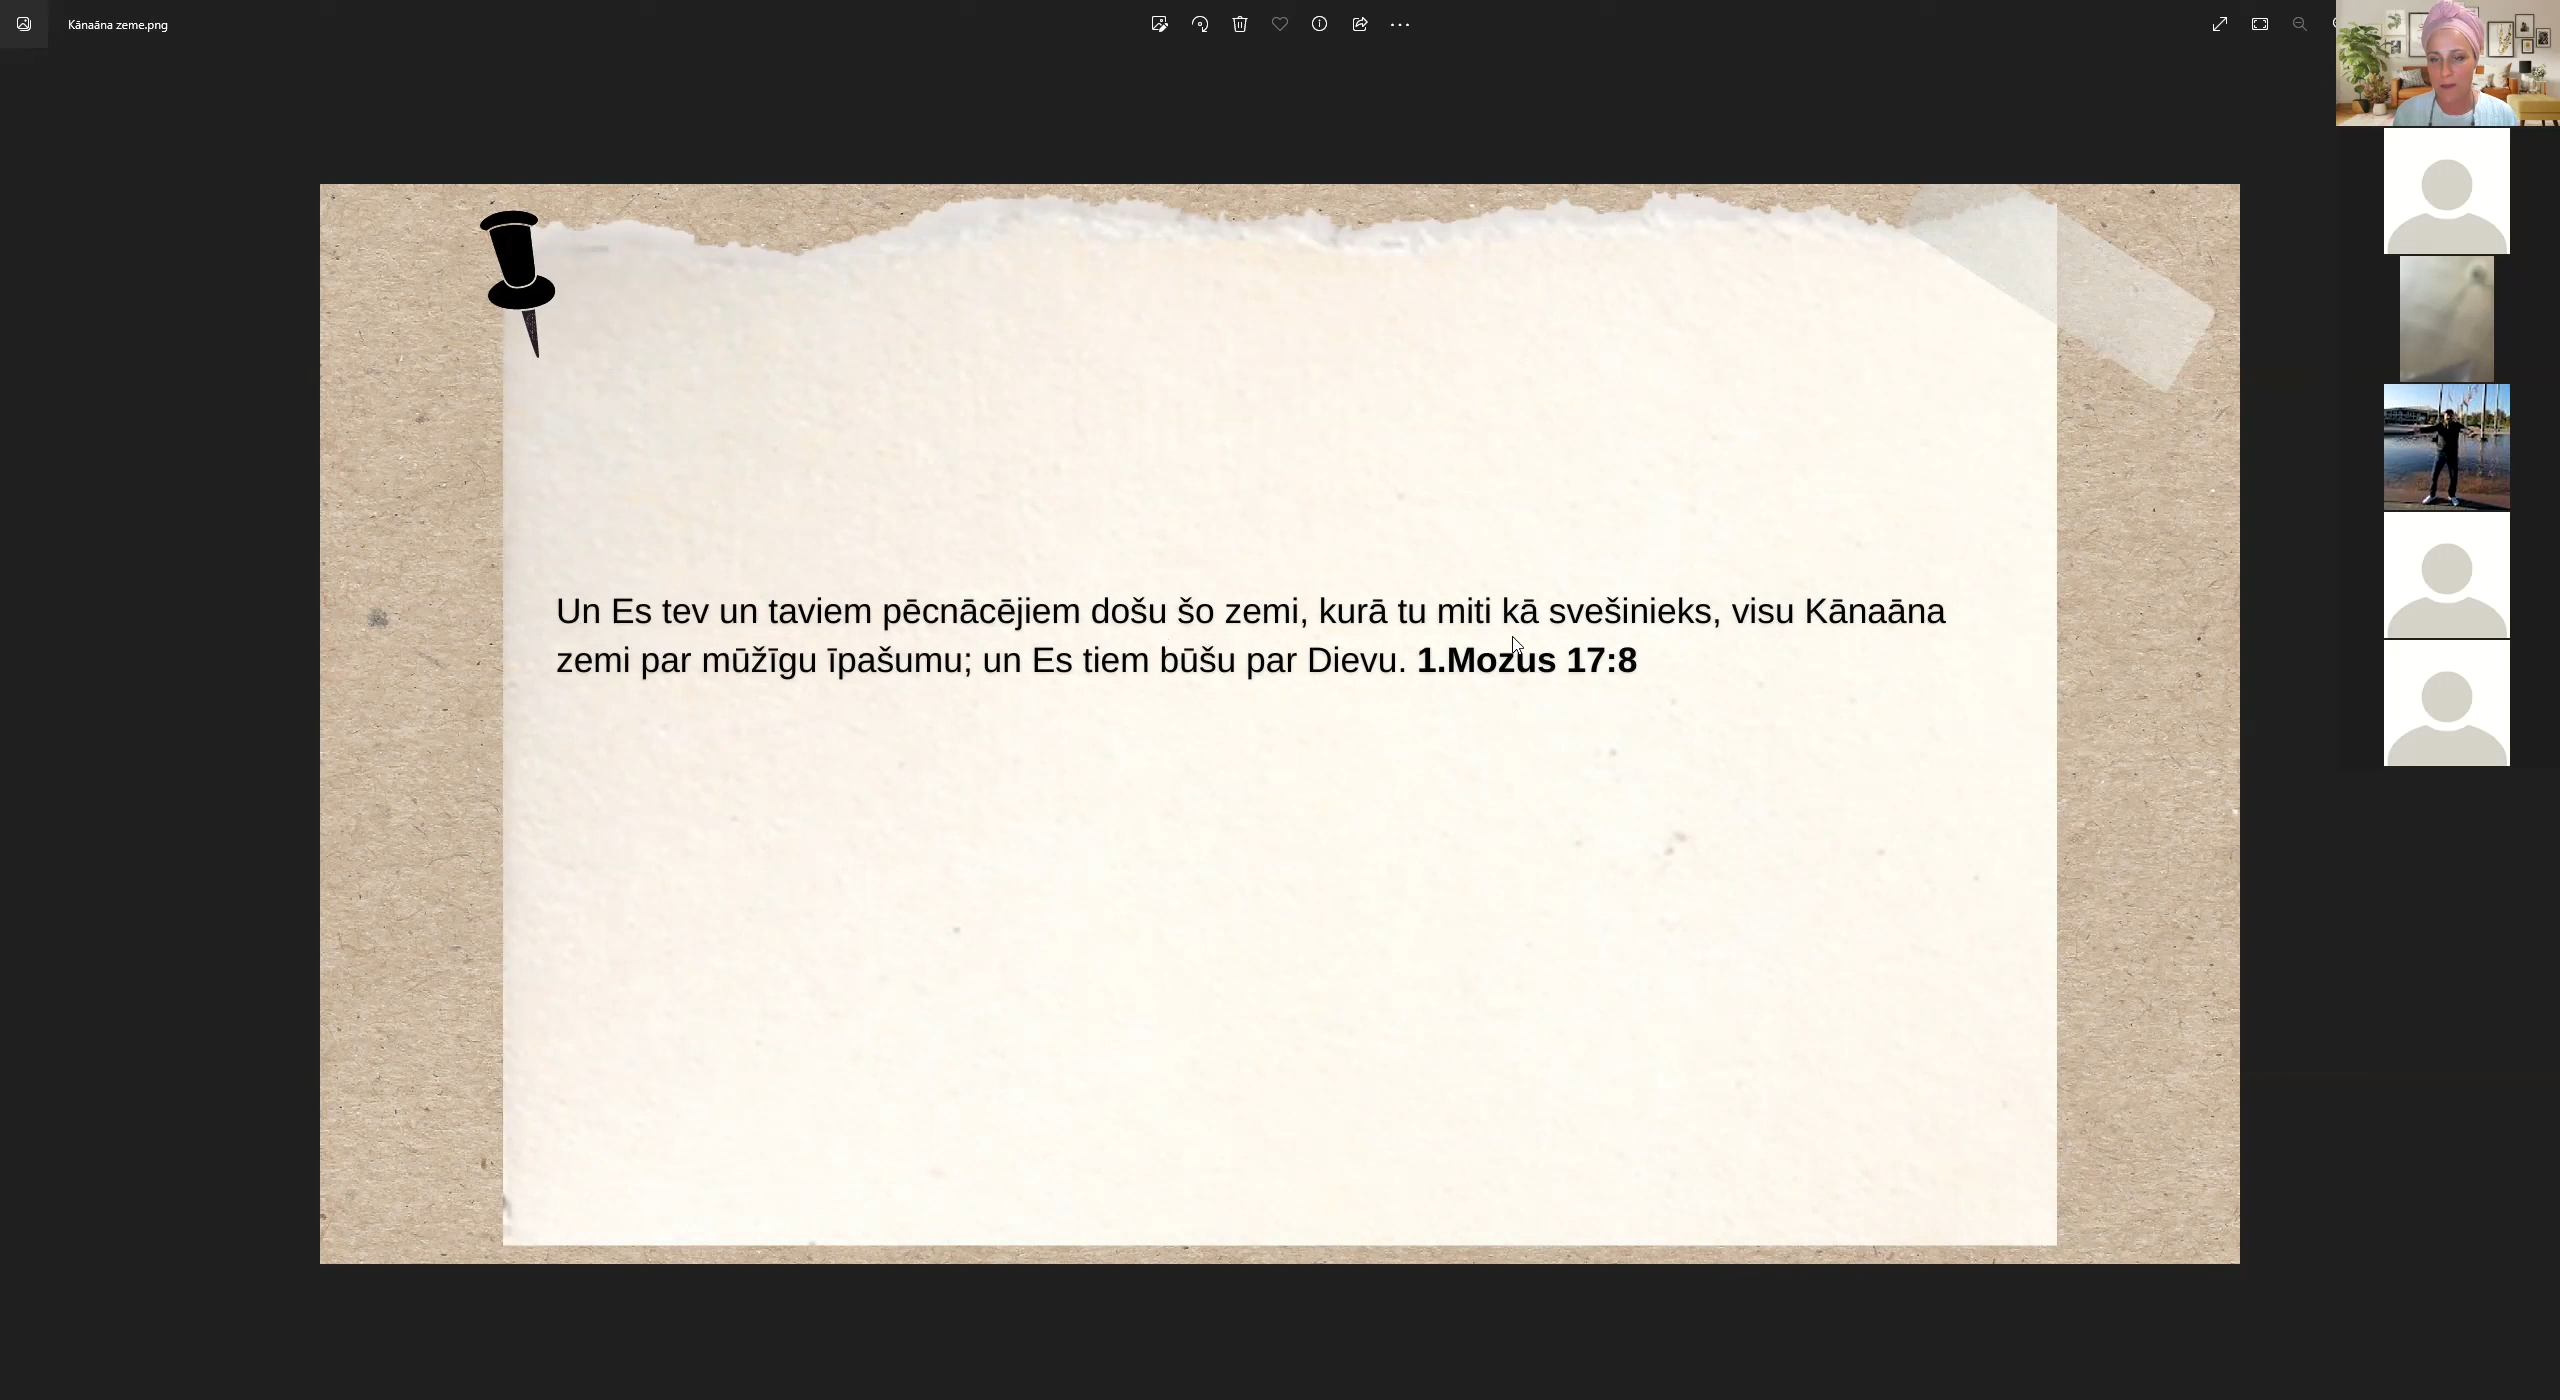 Kānaāna zeme.png
Un Es tev un taviem pēcnācējiem došu šo zemi, kurā tu miti kā svešinieks, visu Kānaāna
zemi par mūžīgu īpašumu; un Es tiem būšu par Dievu. 1.Mozus 17:8